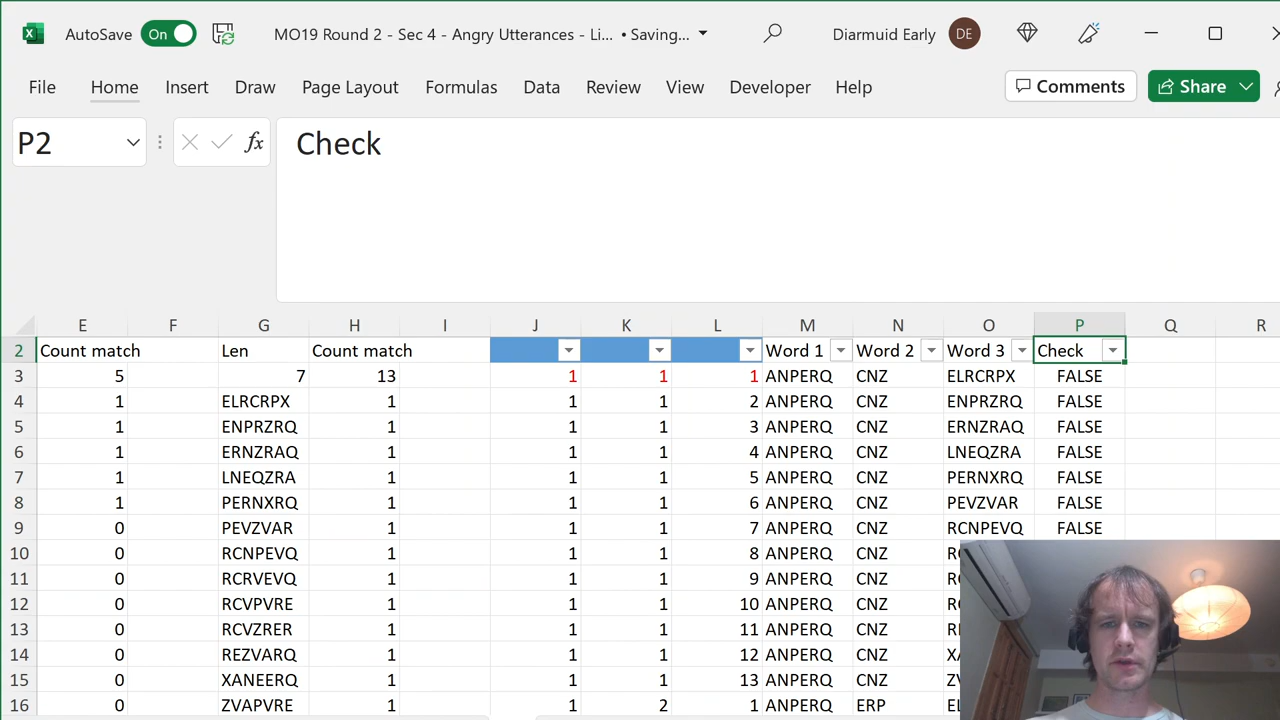 AutoSave On MO19 Round 2 - Sec 4 - Angry Utterances - Li... • Saving... Diarmuid Early DE
File Home Insert Draw Page Layout Formulas Data Review View Developer Help Comments Share
P2 fx Check
E F G H I J K L M N O P Q R
2 Count match Len Count match Word 1 Word 2 Word 3 Check
3 5 7 13 1 1 1 ANPERQ CNZ ELRCRPX FALSE
4 1 ELRCRPX 1 1 1 2 ANPERQ CNZ ENPRZRQ FALSE
5 1 ENPRZRQ 1 1 1 3 ANPERQ CNZ ERNZRAQ FALSE
6 1 ERNZRAQ 1 1 1 4 ANPERQ CNZ LNEQZRA FALSE
7 1 LNEQZRA 1 1 1 5 ANPERQ CNZ PERNXRQ FALSE
8 1 PERNXRQ 1 1 1 6 ANPERQ CNZ PEVZVAR FALSE
9 0 PEVZVAR 1 1 1 7 ANPERQ CNZ RCNPEVQ FALSE
10 0 RCNPEVQ 1 1 1 8 ANPERQ CNZ
11 0 RCRVEVQ 1 1 1 9 ANPERQ CNZ
12 0 RCVPVRE 1 1 1 10 ANPERQ CNZ
13 0 RCVZRER 1 1 1 11 ANPERQ CNZ
14 0 REZVARQ 1 1 1 12 ANPERQ CNZ
15 0 XANEERQ 1 1 1 13 ANPERQ CNZ
16 0 ZVAPVRE 1 1 2 1 ANPERQ ERP